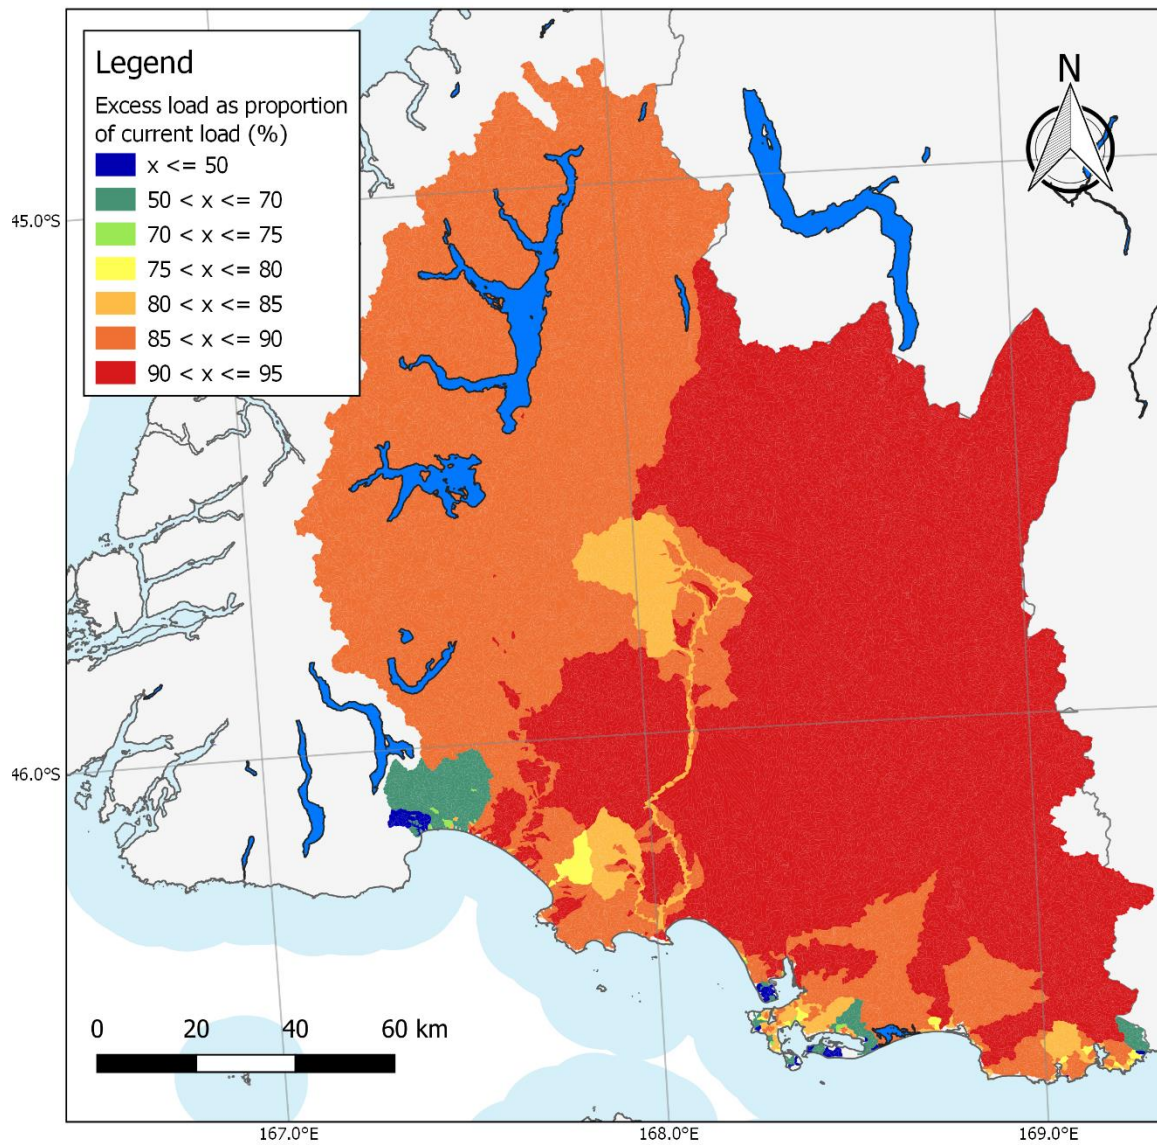 Legend
Excess load as proportion
of current load (%)
x <= 50
50 < x <= 70
70 < x <= 75
75 < x <= 80
80 < x <= 85
85 < x <= 90
90 < x <= 95
N
45.0°S
46.0°S
0 20 40 60 km
167.0°E 168.0°E 169.0°E